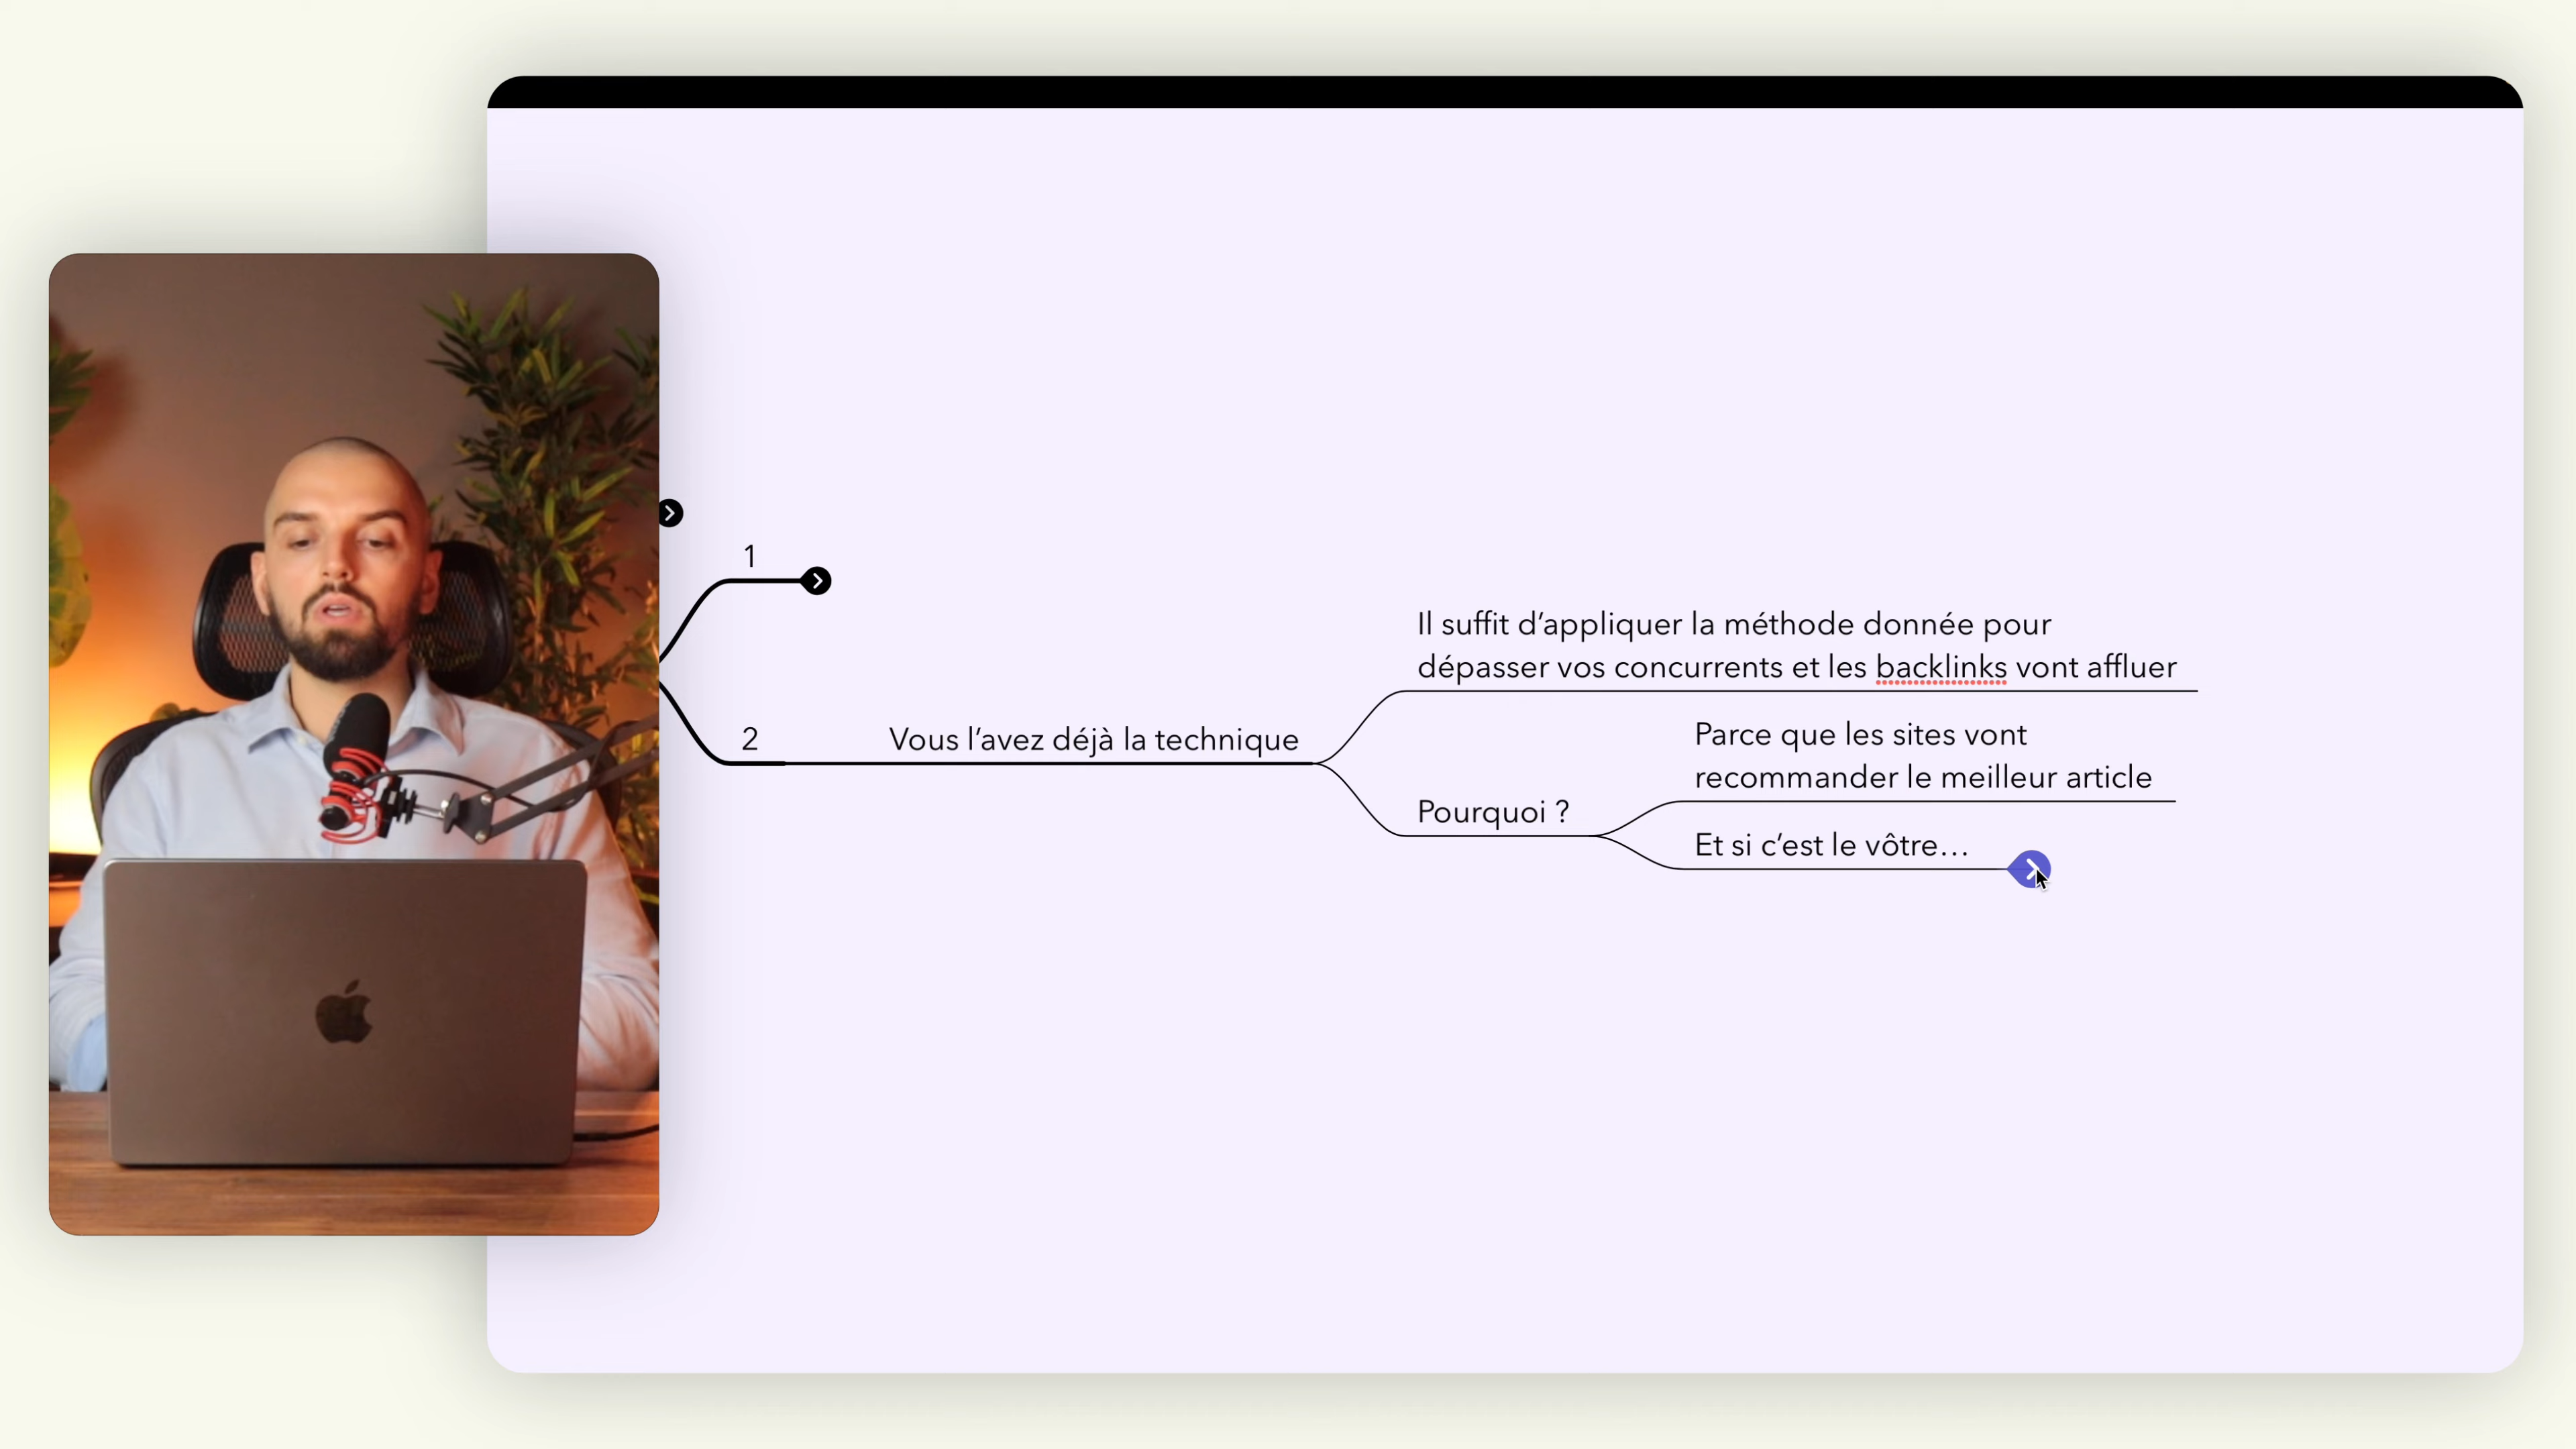 1
2
Vous l’avez déjà la technique
Il suffit d’appliquer la méthode donnée pour
dépasser vos concurrents et les backlinks vont affluer
Pourquoi ?
Parce que les sites vont
recommander le meilleur article
Et si c’est le vôtre…